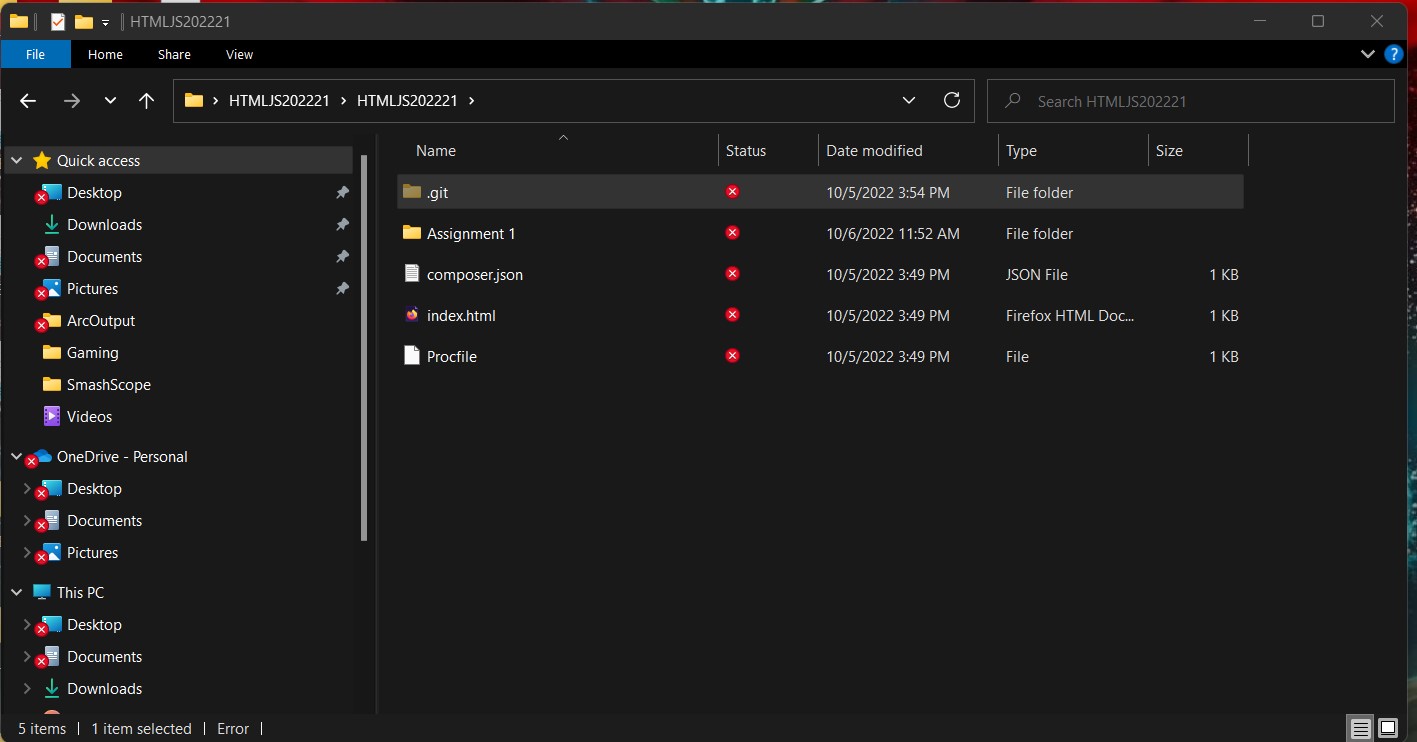 HTMLJS202221
File Home Share View
HTMLJS202221 HTMLJS202221 Search HTMLJS202221
Name Status Date modified Type Size
Quick access
Desktop
Downloads
Documents
Pictures
ArcOutput
Gaming
SmashScope
Videos
OneDrive - Personal
Desktop
Documents
Pictures
This PC
Desktop
Documents
Downloads
.git 10/5/2022 3:54 PM File folder
Assignment 1 10/6/2022 11:52 AM File folder
composer.json 10/5/2022 3:49 PM JSON File 1 KB
index.html 10/5/2022 3:49 PM Firefox HTML Doc... 1 KB
Procfile 10/5/2022 3:49 PM File 1 KB
5 items 1 item selected Error